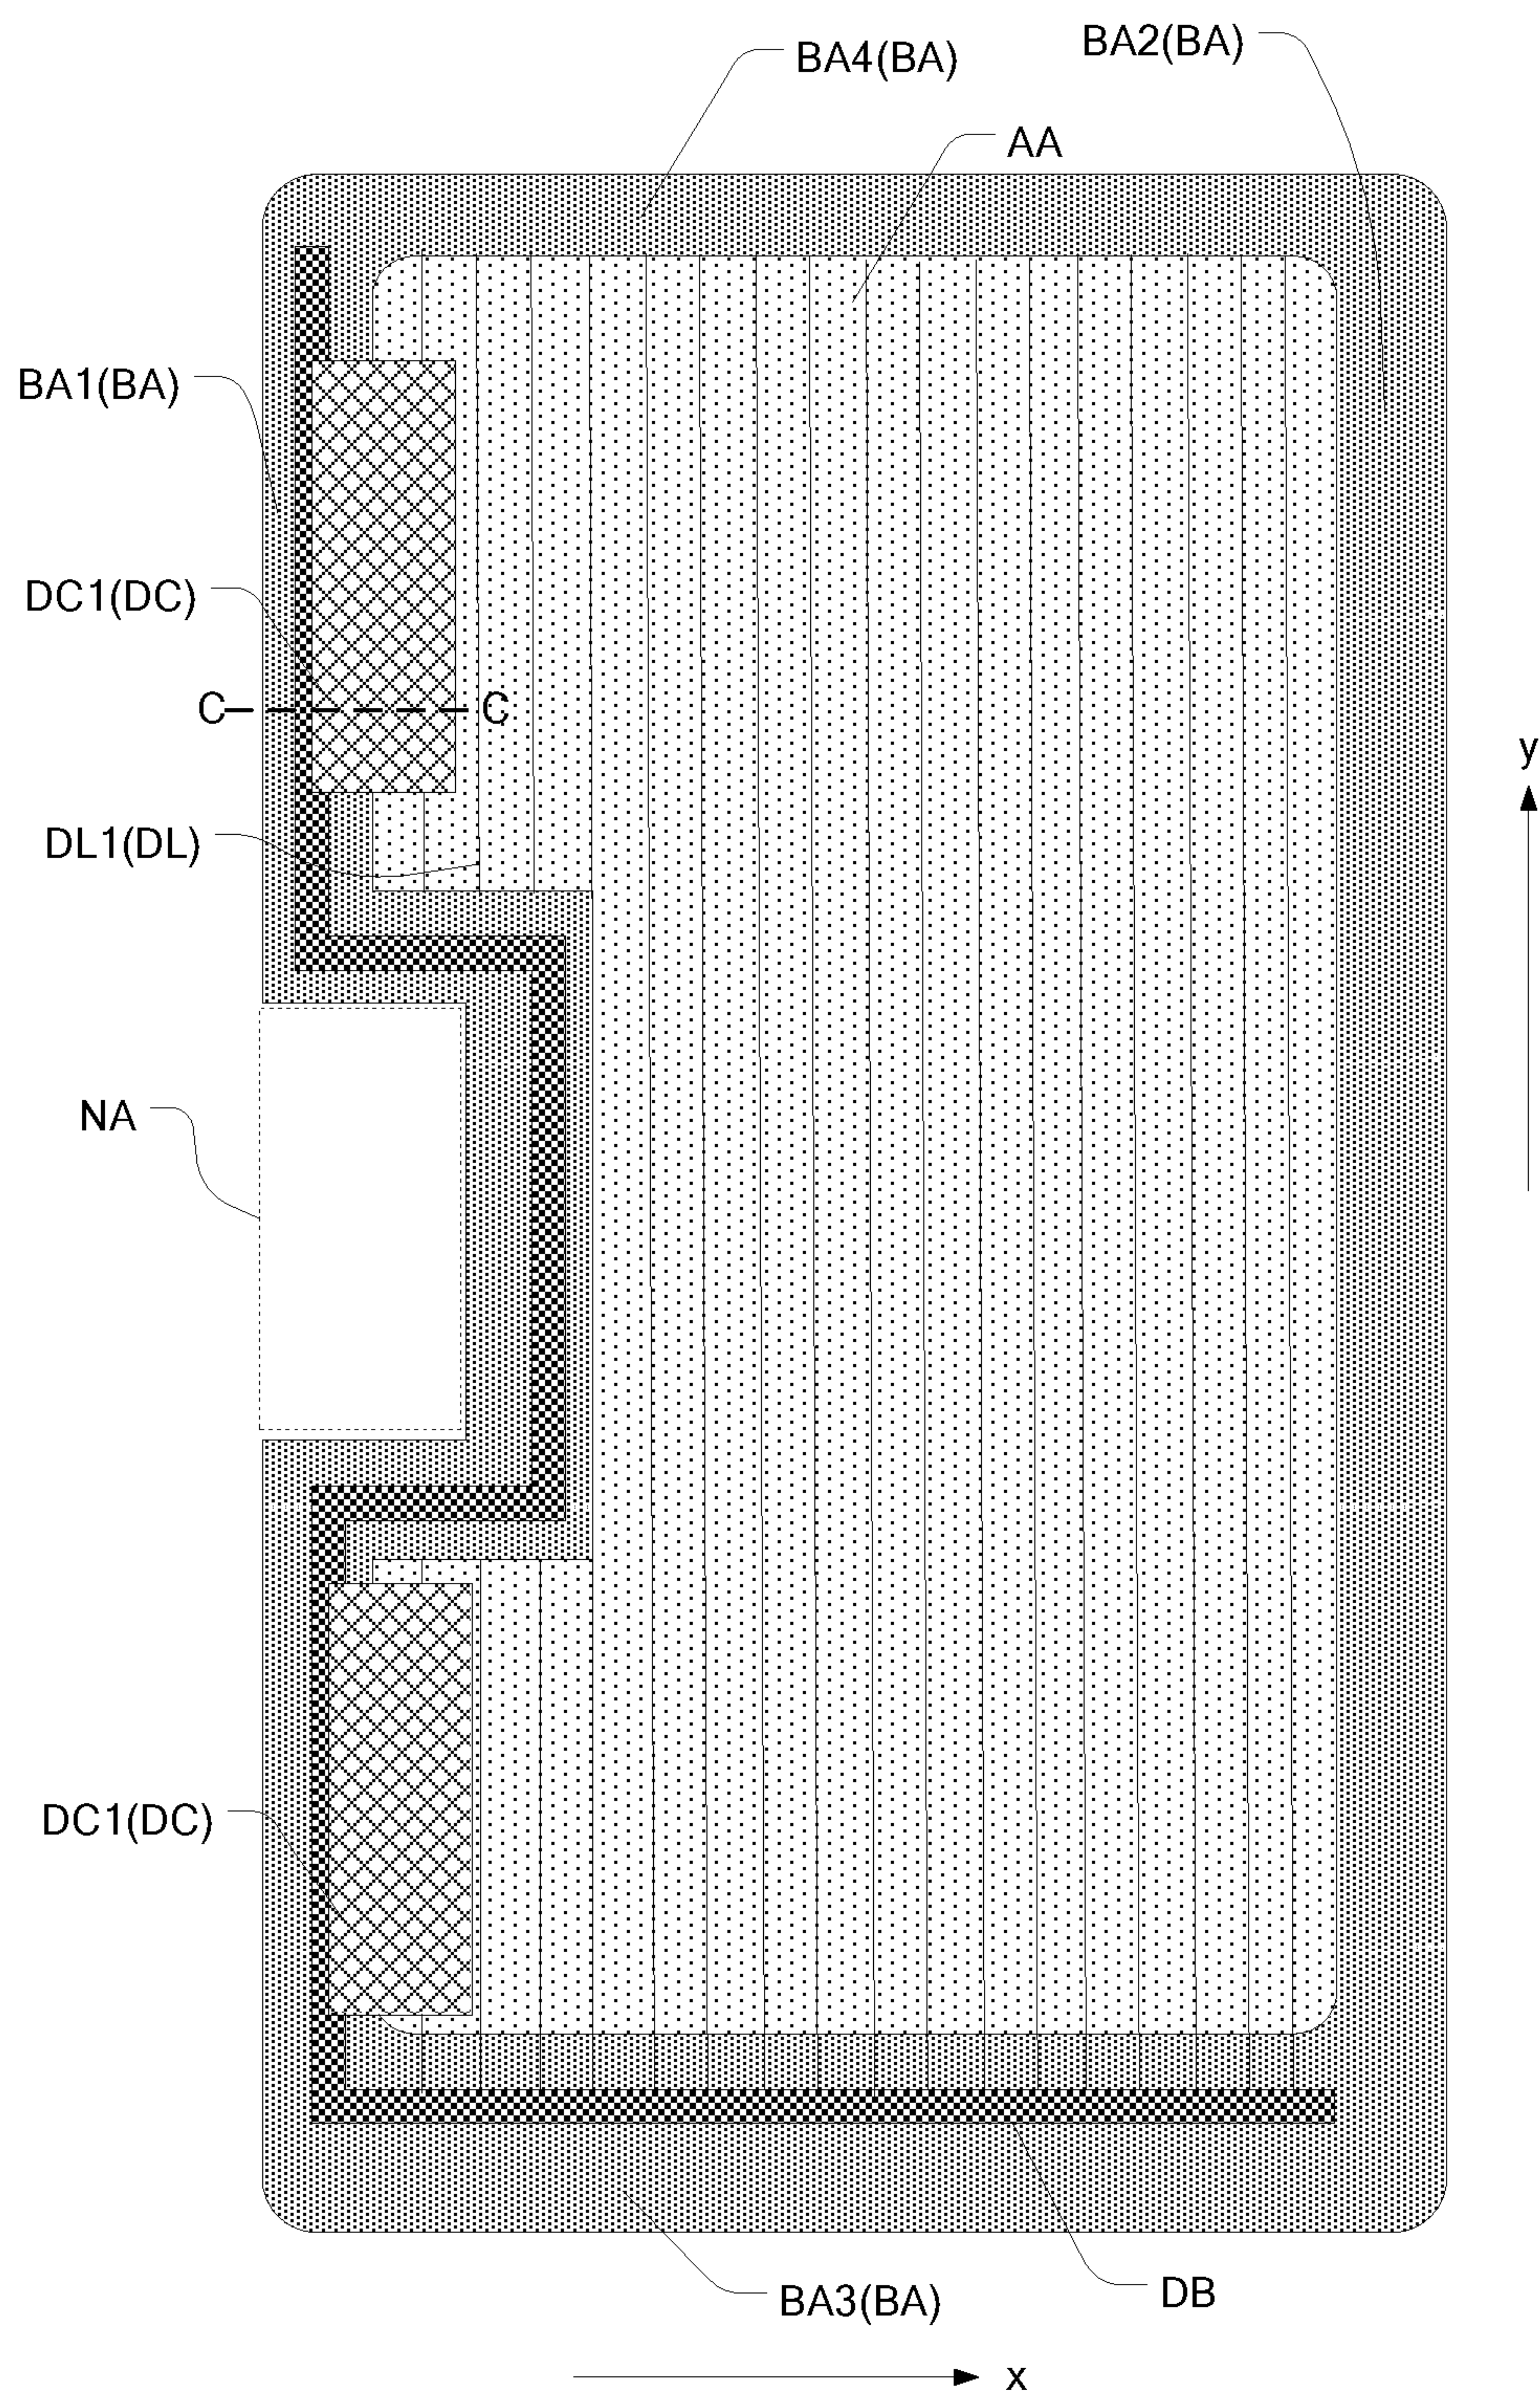 BA2(BA)
BA4(BA)
AA
BA1(BA)
DC1(DC)
C C
y
DL1(DL)
NA
DC1(DC)
DB
BA3(BA)
x